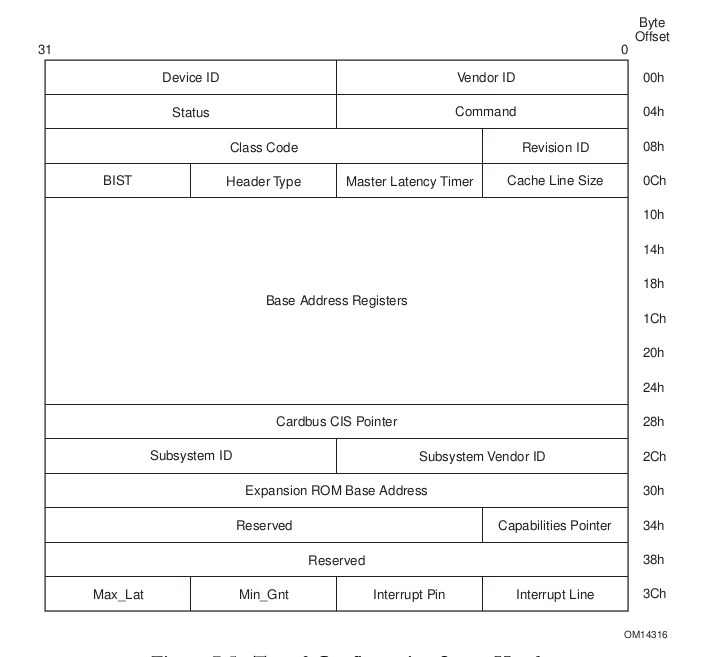 Byte
Offset
31 0
Device ID Vendor ID 00h
Status Command 04h
Class Code Revision ID 08h
BIST Header Type Master Latency Timer Cache Line Size 0Ch
10h
14h
18h
Base Address Registers
1Ch
20h
24h
Cardbus CIS Pointer 28h
Subsystem ID Subsystem Vendor ID 2Ch
Expansion ROM Base Address 30h
Reserved Capabilities Pointer 34h
Reserved 38h
Max_Lat Min_Gnt Interrupt Pin Interrupt Line 3Ch
OM14316